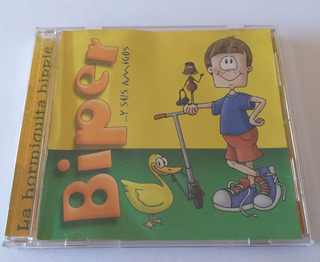 La hormiguita hippie
Biper
...Y SUS AMIGOS